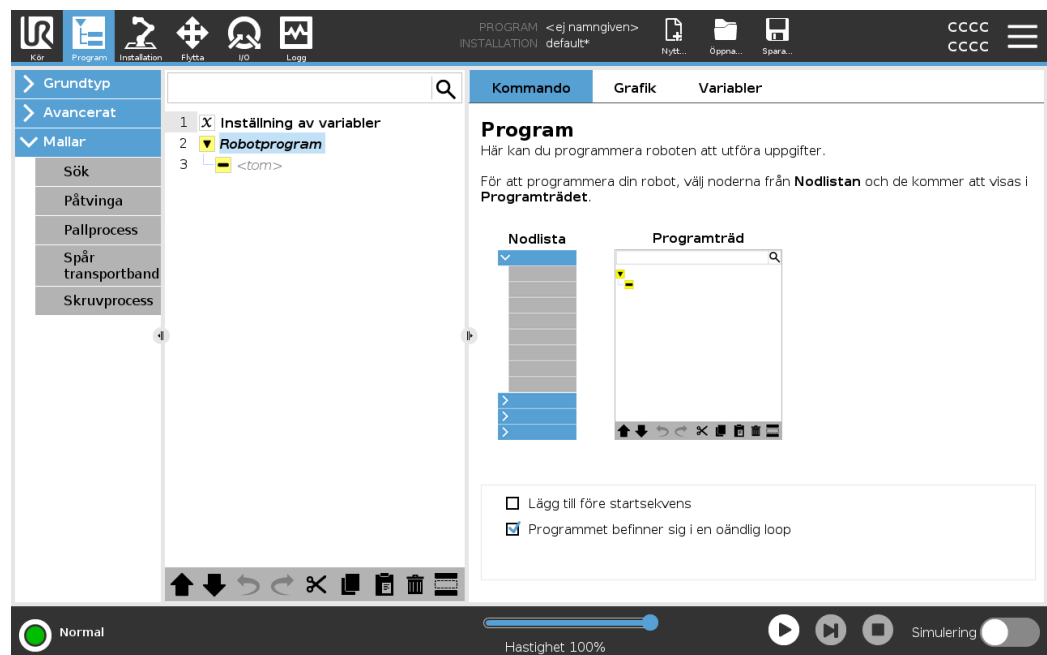 PROGRAM <ej namngiven>
INSTALLATION default*
CCCC
CCCC
UR
Kör
Program
Installation
Flytta
I/O
Logg
Nytt...
Öppna...
Spara...
Grundtyp
Avancerat
Mallar
Sök
Påtvinga
Pallprocess
Spår
transportband
Skruvprocess
1 X Inställning av variabler
2 Robotprogram
3 <tom>
Kommando
Grafik
Variabler
Program
Här kan du programmera roboten att utföra uppgifter.
För att programmera din robot, välj noderna från Nodlistan och de kommer att visas i
Programträdet.
Nodlista
Programträd
Lägg till före startsekvens
Programmet befinner sig i en oändlig loop
Normal
Hastighet 100%
Simulering